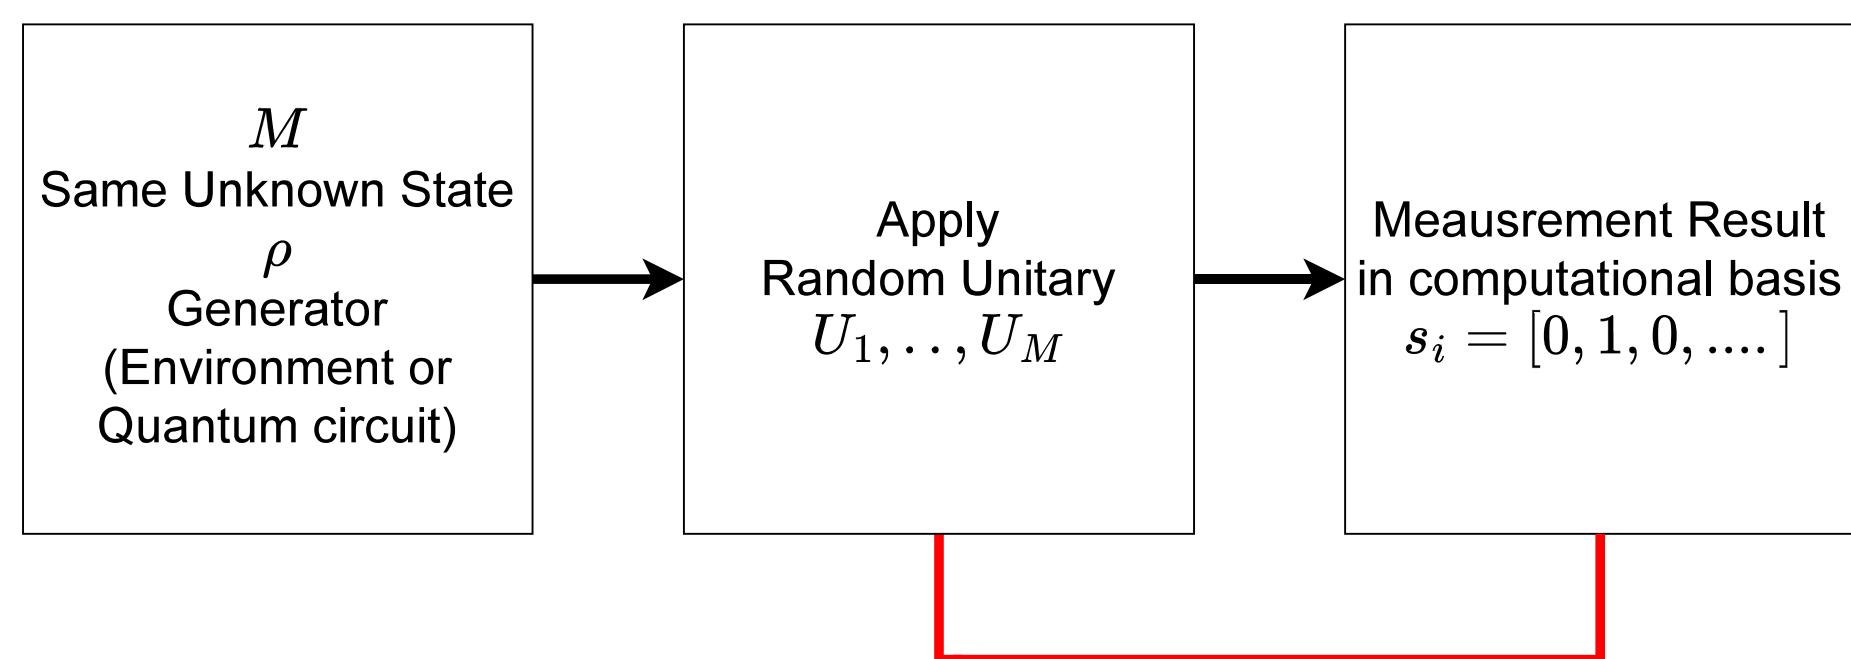 M
Same Unknown State
ρ
Generator
(Environment or
Quantum circuit)
Apply
Random Unitary
U₁, . . , U_M
Meausrement Result
in computational basis
sᵢ = [0, 1, 0, .... ]